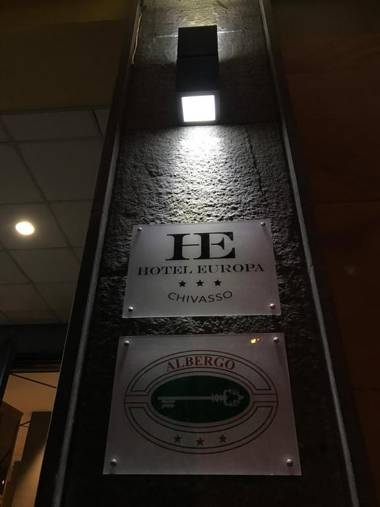 HE
HOTEL EUROPA
★ ★ ★
CHIVASSO
ALBERGO
★ ★ ★